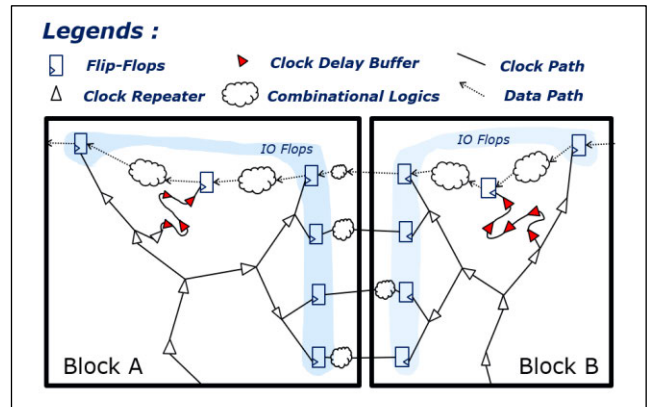 Legends :
Flip-Flops
Clock Delay Buffer
Clock Path
Clock Repeater
Combinational Logics
Data Path
IO Flops
IO Flops
Block A
Block B